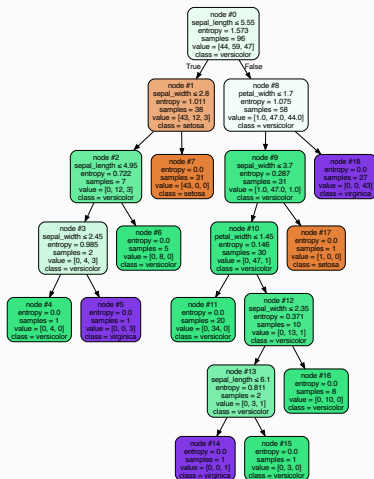 node #0
sepal_length ≤ 5.55
entropy = 1.573
samples = 96
value = [44, 59, 47]
class = versicolor
True
False
node #1
sepal_width ≤ 2.8
entropy = 1.011
samples = 38
value = [43, 12, 3]
class = setosa
node #8
petal_width ≤ 1.7
entropy = 1.075
samples = 58
value = [1.0, 47.0, 44.0]
class = versicolor
node #2
sepal_length ≤ 4.95
entropy = 0.722
samples = 7
value = [0, 12, 3]
class = versicolor
node #7
entropy = 0.0
samples = 31
value = [43, 0, 0]
class = setosa
node #9
sepal_width ≤ 3.7
entropy = 0.287
samples = 31
value = [1.0, 47.0, 1.0]
class = versicolor
node #18
entropy = 0.0
samples = 27
value = [0, 0, 43]
class = virginica
node #3
sepal_width ≤ 2.45
entropy = 0.985
samples = 2
value = [0, 4, 3]
class = versicolor
node #6
entropy = 0.0
samples = 5
value = [0, 8, 0]
class = versicolor
node #10
petal_width ≤ 1.45
entropy = 0.146
samples = 30
value = [0, 47, 1]
class = versicolor
node #17
entropy = 0.0
samples = 1
value = [1, 0, 0]
class = setosa
node #4
entropy = 0.0
samples = 1
value = [0, 4, 0]
class = versicolor
node #5
entropy = 0.0
samples = 1
value = [0, 0, 3]
class = virginica
node #11
entropy = 0.0
samples = 20
value = [0, 34, 0]
class = versicolor
node #12
sepal_width ≤ 2.35
entropy = 0.371
samples = 10
value = [0, 13, 1]
class = versicolor
node #13
sepal_length ≤ 6.1
entropy = 0.811
samples = 2
value = [0, 3, 1]
class = versicolor
node #16
entropy = 0.0
samples = 8
value = [0, 10, 0]
class = versicolor
node #14
entropy = 0.0
samples = 1
value = [0, 0, 1]
class = virginica
node #15
entropy = 0.0
samples = 1
value = [0, 3, 0]
class = versicolor